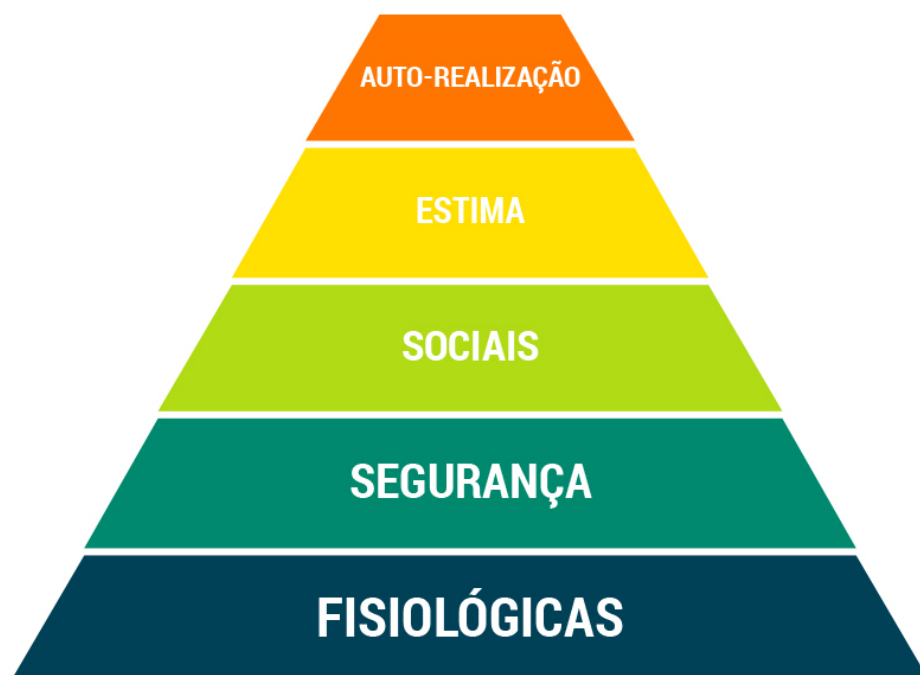 AUTO-REALIZAÇÃO
ESTIMA
SOCIAIS
SEGURANÇA
FISIOLÓGICAS